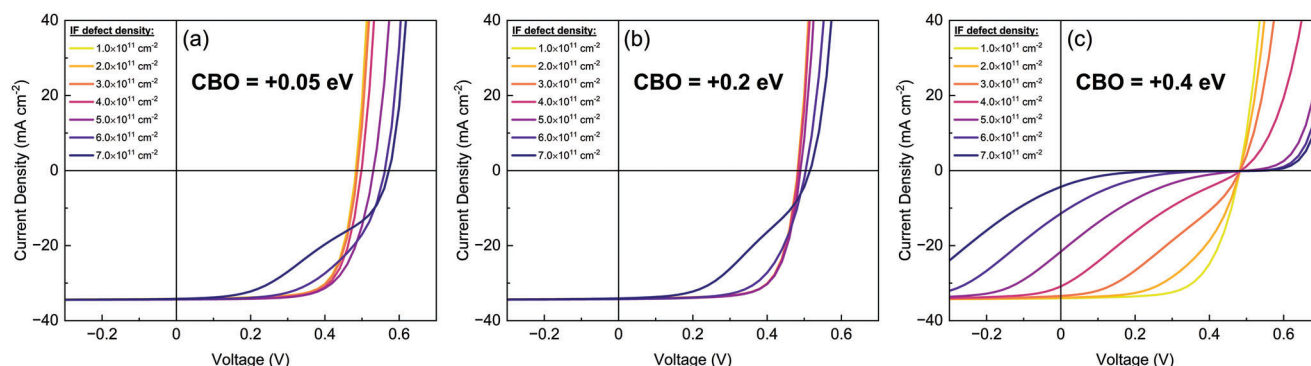 (a)
CBO = +0.05 eV
IF defect density:
1.0×10¹¹ cm⁻²
2.0×10¹¹ cm⁻²
3.0×10¹¹ cm⁻²
4.0×10¹¹ cm⁻²
5.0×10¹¹ cm⁻²
6.0×10¹¹ cm⁻²
7.0×10¹¹ cm⁻²
Current Density (mA cm⁻²)
40
20
0
−20
−40
−0.2
0
0.2
0.4
0.6
Voltage (V)
(b)
CBO = +0.2 eV
IF defect density:
1.0×10¹¹ cm⁻²
2.0×10¹¹ cm⁻²
3.0×10¹¹ cm⁻²
4.0×10¹¹ cm⁻²
5.0×10¹¹ cm⁻²
6.0×10¹¹ cm⁻²
7.0×10¹¹ cm⁻²
Current Density (mA cm⁻²)
40
20
0
−20
−40
−0.2
0
0.2
0.4
0.6
Voltage (V)
(c)
CBO = +0.4 eV
IF defect density:
1.0×10¹¹ cm⁻²
2.0×10¹¹ cm⁻²
3.0×10¹¹ cm⁻²
4.0×10¹¹ cm⁻²
5.0×10¹¹ cm⁻²
6.0×10¹¹ cm⁻²
7.0×10¹¹ cm⁻²
Current Density (mA cm⁻²)
40
20
0
−20
−40
−0.2
0
0.2
0.4
0.6
Voltage (V)